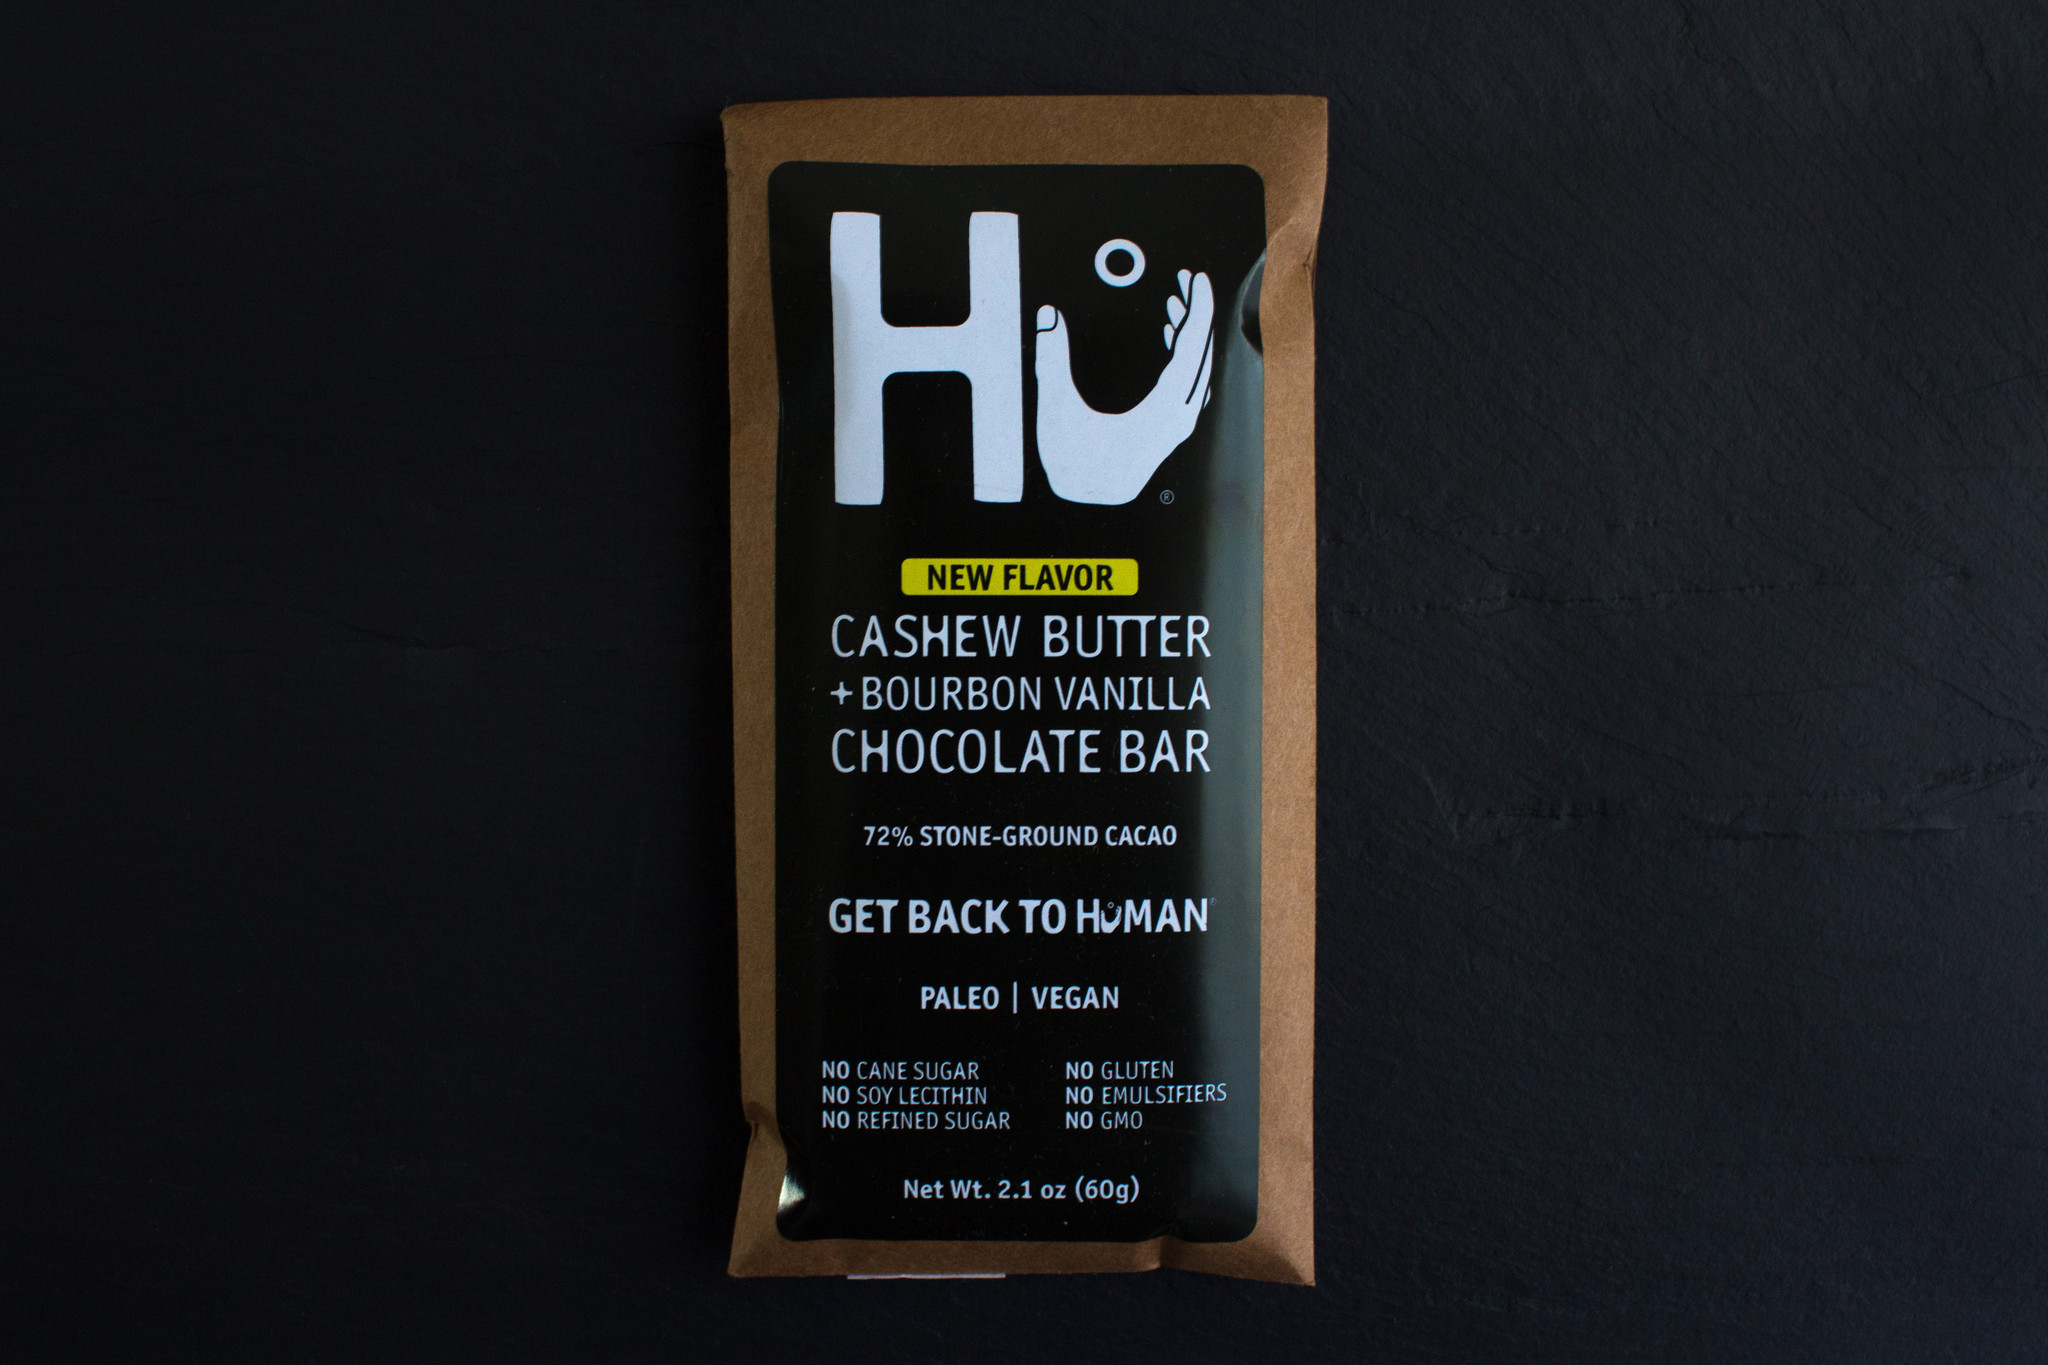 Hu
®
NEW FLAVOR
CASHEW BUTTER
+ BOURBON VANILLA
CHOCOLATE BAR
72% STONE-GROUND CACAO
GET BACK TO HUMAN®
PALEO | VEGAN
NO CANE SUGAR
NO SOY LECITHIN
NO REFINED SUGAR
NO GLUTEN
NO EMULSIFIERS
NO GMO
Net Wt. 2.1 oz (60g)